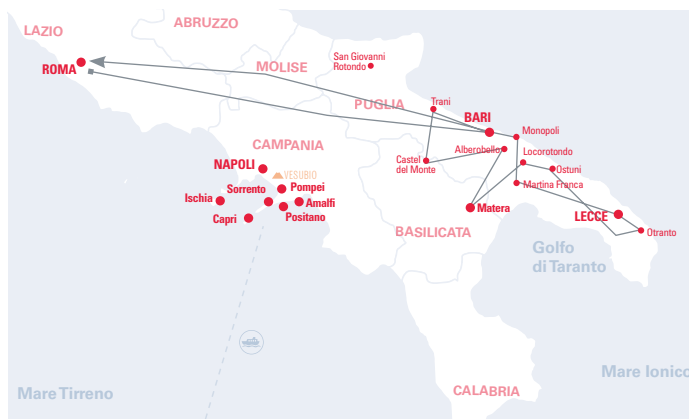 LAZIO
ABRUZZO
ROMA
MOLISE
San Giovanni
Rotondo
PUGLIA
Trani
BARI
Monopoli
CAMPANIA
Alberobello
Locorotondo
NAPOLI
Castel
del Monte
Ostuni
VESUBIO
Martina Franca
Sorrento
Pompei
Ischia
Amalfi
Matera
Capri
Positano
LECCE
BASILICATA
Otranto
Golfo
di Taranto
Mare Ionico
Mare Tirreno
CALABRIA